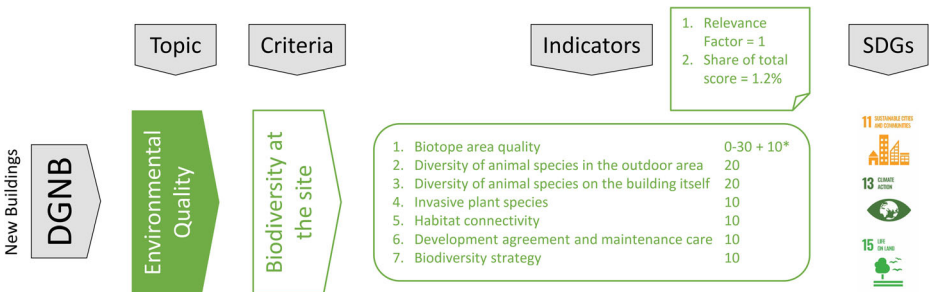 Topic
Criteria
Indicators
1. Relevance
Factor = 1
2. Share of total
score = 1.2%
SDGs
New Buildings
DGNB
Environmental
Quality
Biodiversity at
the site
1. Biotope area quality 0-30 + 10*
2. Diversity of animal species in the outdoor area 20
3. Diversity of animal species on the building itself 20
4. Invasive plant species 10
5. Habitat connectivity 10
6. Development agreement and maintenance care 10
7. Biodiversity strategy 10
11 SUSTAINABLE CITIES
AND COMMUNITIES
13 CLIMATE
ACTION
15 LIFE
ON LAND